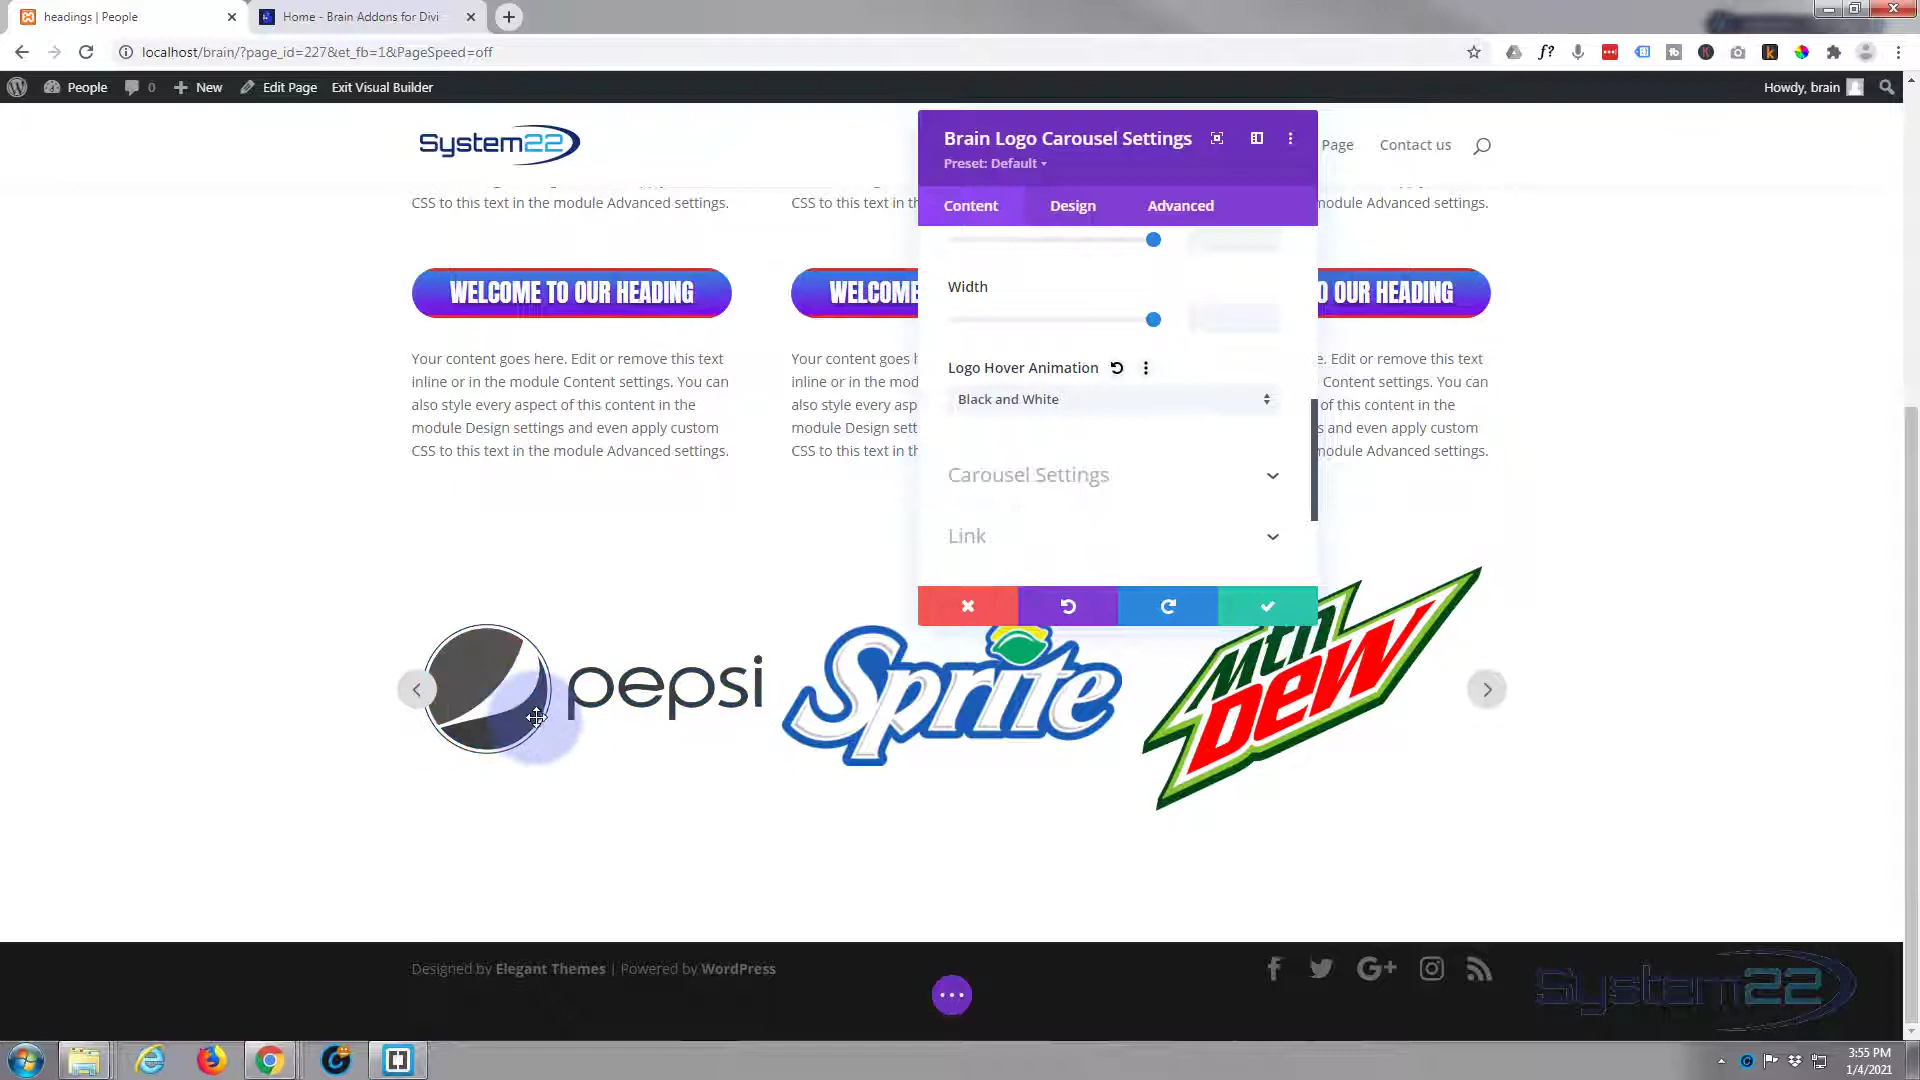 headings | People
Home - Brain Addons for Divi
localhost/brain/?page_id=227&et_fb=1&PageSpeed=off
People 0 New Edit Page Exit Visual Builder
Howdy, brain
System22
Page Contact us
CSS to this text in the module Advanced settings.
WELCOME TO OUR HEADING
Your content goes here. Edit or remove this text
inline or in the module Content settings. You can
also style every aspect of this content in the
module Design settings and even apply custom
CSS to this text in the module Advanced settings.
CSS to this text in th
WELCOME
Your content goes h
inline or in the modu
also style every asp
module Design sett
CSS to this text in th
Brain Logo Carousel Settings
Preset: Default
Content Design Advanced
Width
Logo Hover Animation
Black and White
Carousel Settings
Link
module Advanced settings.
O OUR HEADING
e. Edit or remove this text
Content settings. You can
of this content in the
s and even apply custom
module Advanced settings.
pepsi
Sprite
Mtn
DEW
Designed by Elegant Themes | Powered by WordPress
System22
3:55 PM
1/4/2021